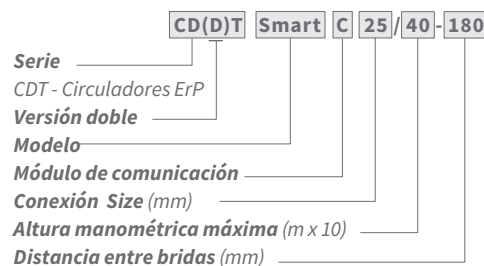 CD(D)T Smart C 25/40-180
Serie
CDT - Circuladores ErP
Versión doble
Modelo
Módulo de comunicación
Conexión Size (mm)
Altura manométrica máxima (m x 10)
Distancia entre bridas (mm)